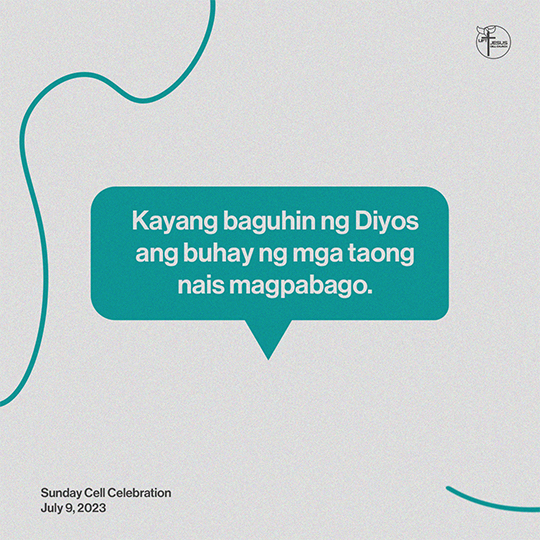 JESUS
Kayang baguhin ng Diyos
ang buhay ng mga taong
nais magpabago.
Sunday Cell Celebration
July 9, 2023